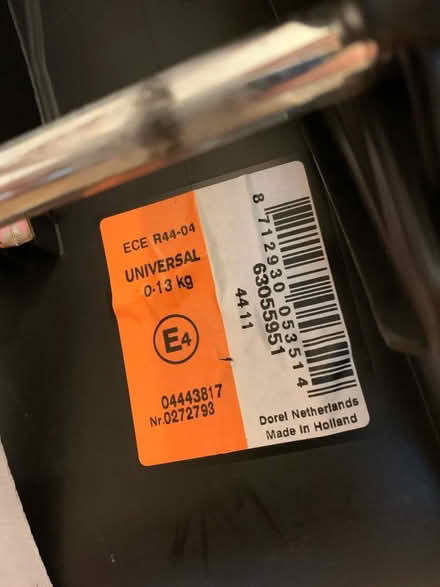 ECE R44-04
UNIVERSAL
0-13 kg
E4
04443817
Nr.0272793
8 712930 053514
63055951
4411
Dorel Netherlands
Made in Holland